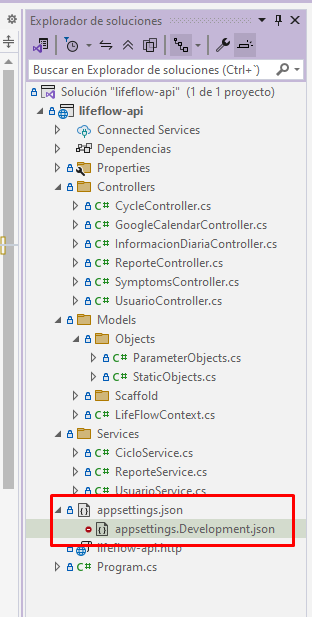 Explorador de soluciones
Buscar en Explorador de soluciones (Ctrl+`)
Solución "lifeflow-api" (1 de 1 proyecto)
lifeflow-api
Connected Services
Dependencias
Properties
Controllers
C# CycleController.cs
C# GoogleCalendarController.cs
C# InformacionDiariaController.cs
C# ReporteController.cs
C# SymptomsController.cs
C# UsuarioController.cs
Models
Objects
C# ParameterObjects.cs
C# StaticObjects.cs
Scaffold
C# LifeFlowContext.cs
Services
C# CicloService.cs
C# ReporteService.cs
C# UsuarioService.cs
appsettings.json
appsettings.Development.json
lifeflow-api.http
C# Program.cs